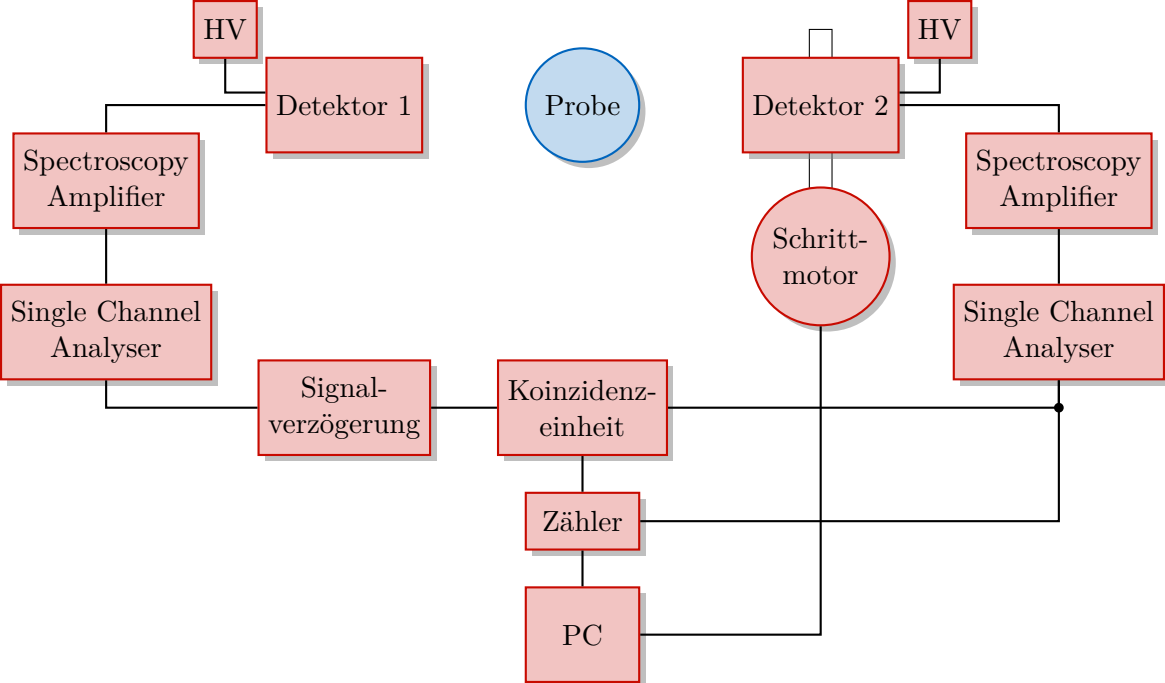 HV
HV
Detektor 1
Probe
Detektor 2
Spectroscopy
Amplifier
Spectroscopy
Amplifier
Schritt-
motor
Single Channel
Analyser
Single Channel
Analyser
Signal-
verzögerung
Koinzidenz-
einheit
Zähler
PC